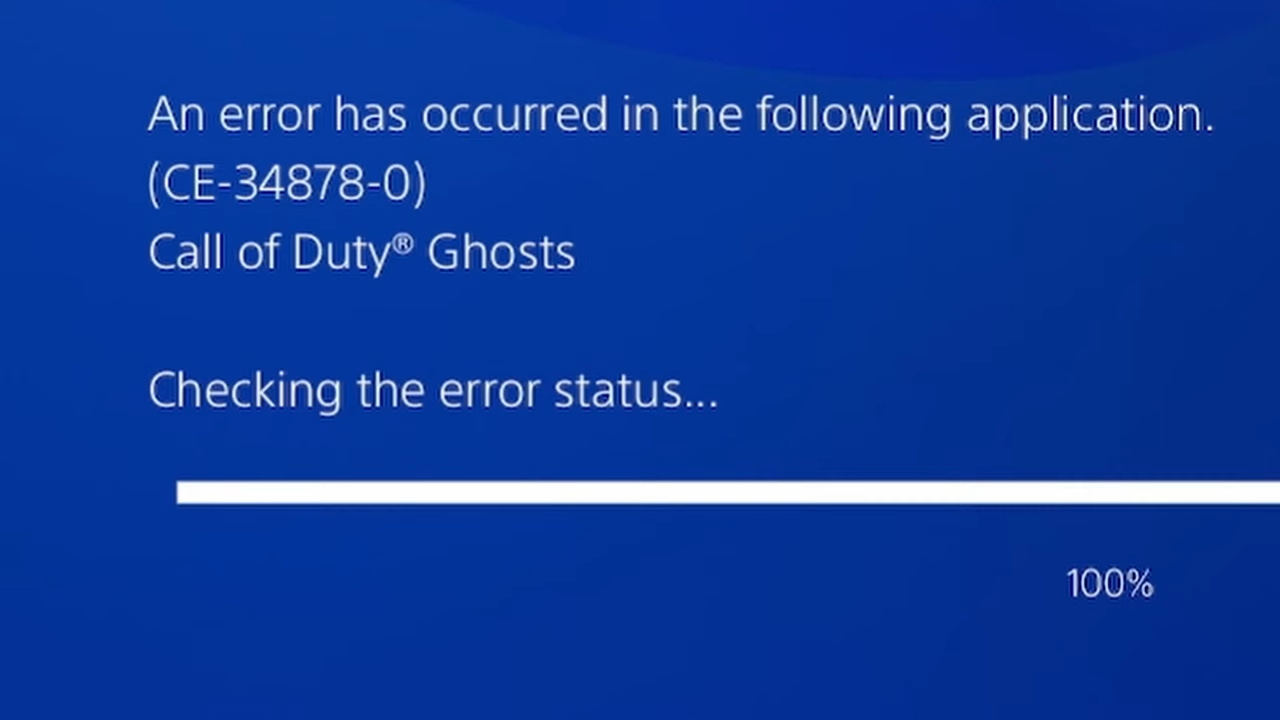 An error has occurred in the following application.
(CE-34878-0)
Call of Duty® Ghosts
Checking the error status...
100%